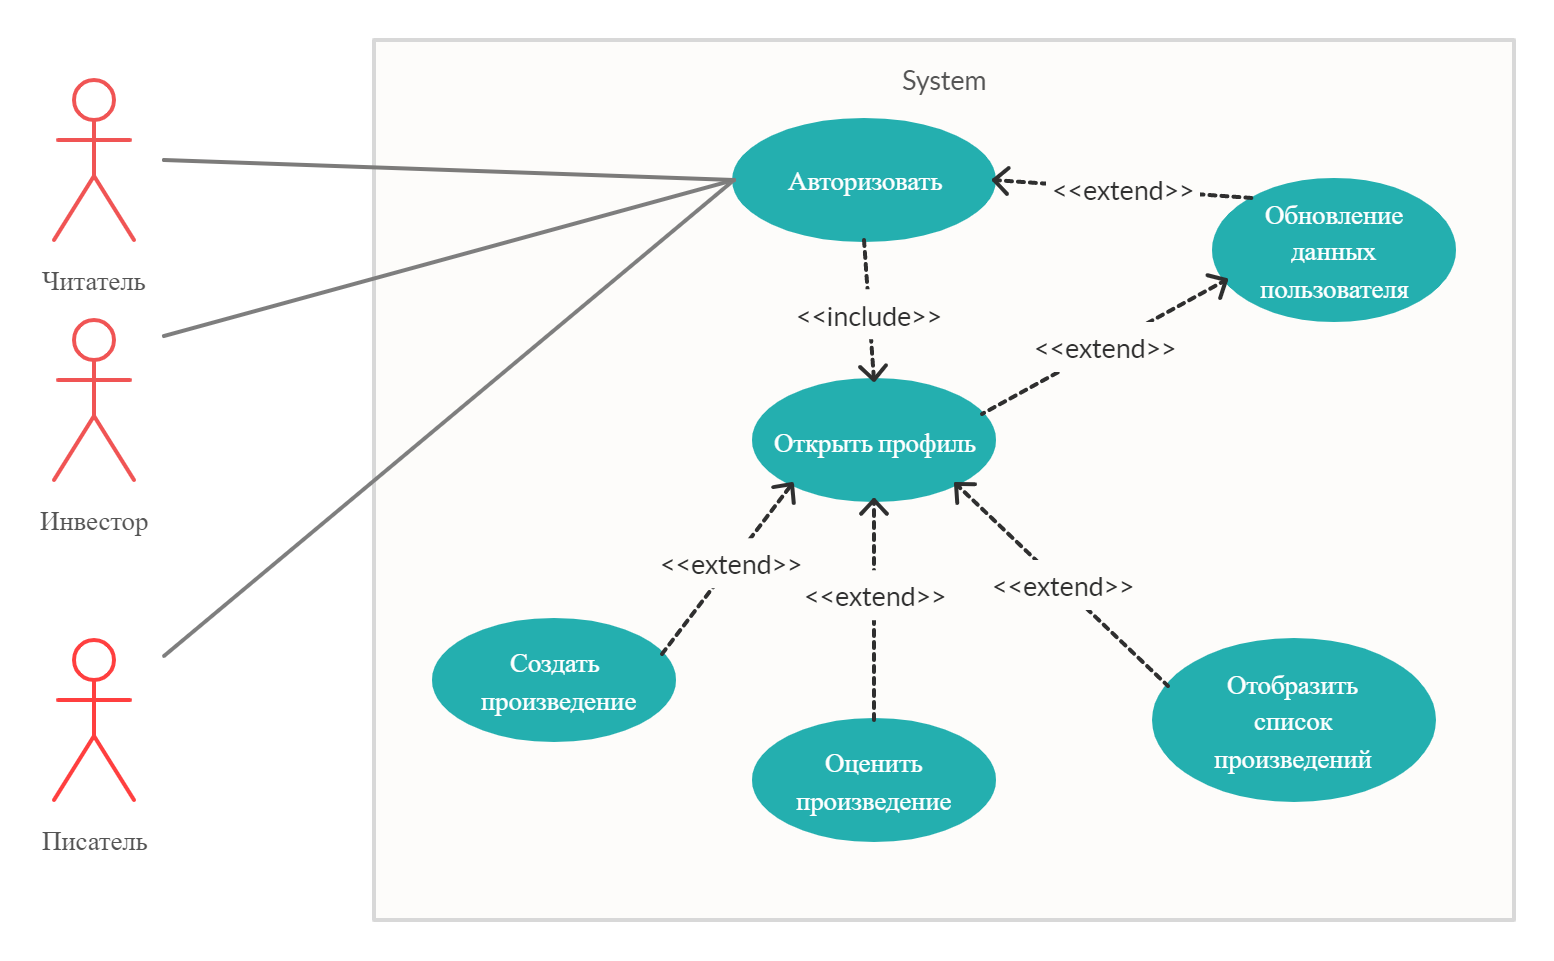 System
Читатель
Инвестор
Писатель
Авторизовать
<<extend>>
Обновление
данных
пользователя
<<include>>
<<extend>>
Открыть профиль
<<extend>>
<<extend>>
<<extend>>
Создать
произведение
Оценить
произведение
Отобразить
список
произведений